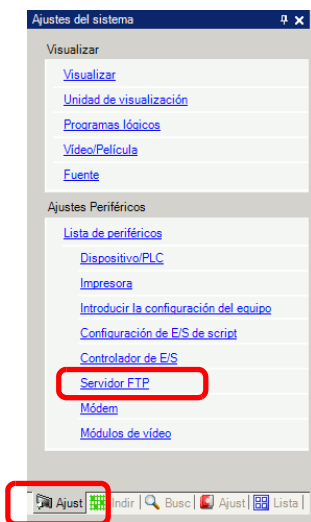 Ajustes del sistema
Visualizar
Visualizar
Unidad de visualización
Programas lógicos
Vídeo/Película
Fuente
Ajustes Periféricos
Lista de periféricos
Dispositivo/PLC
Impresora
Introducir la configuración del equipo
Configuración de E/S de script
Controlador de E/S
Servidor FTP
Módem
Módulos de vídeo
Ajust Indir Busc Ajust Lista